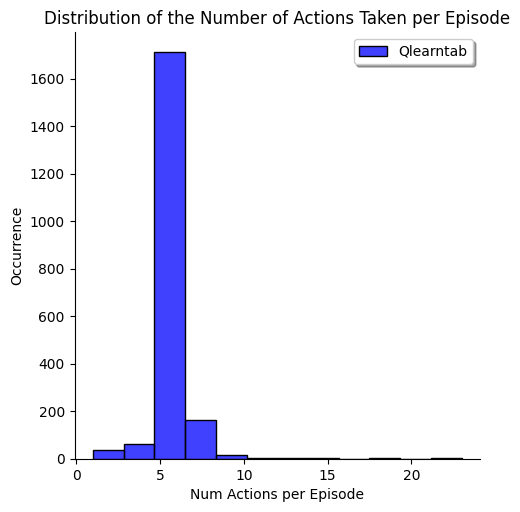 Distribution of the Number of Actions Taken per Episode
Qlearntab
1600
1400
1200
1000
800
600
400
200
0
Occurrence
0 5 10 15 20
Num Actions per Episode